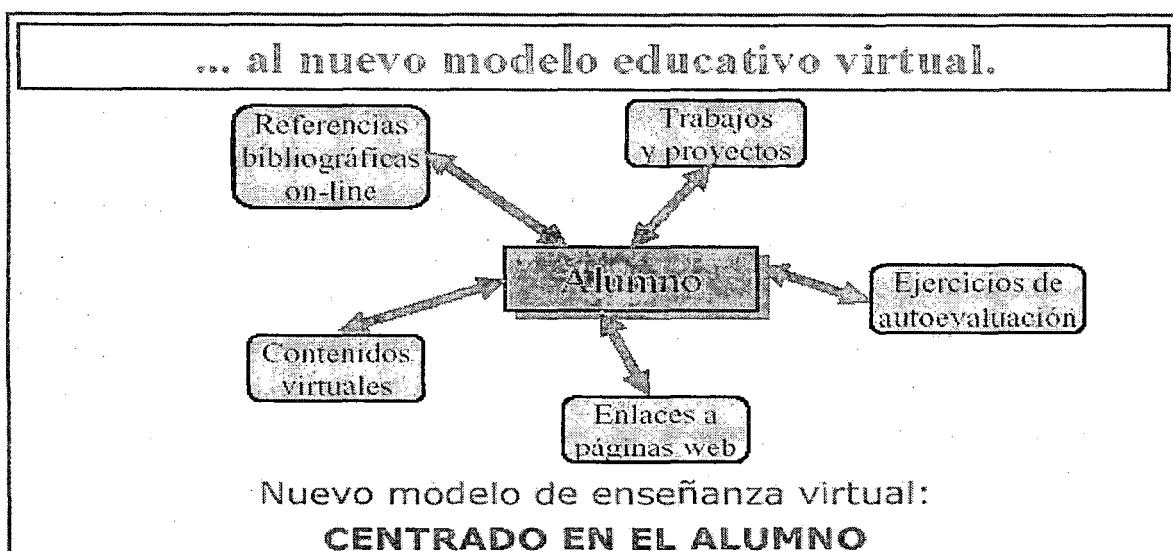 ... al nuevo modelo educativo virtual.
Referencias
bibliográficas
on-line
Trabajos
y proyectos
Alumno
Ejercicios de
autoevaluación
Contenidos
virtuales
Enlaces a
páginas web
Nuevo modelo de enseñanza virtual:
CENTRADO EN EL ALUMNO